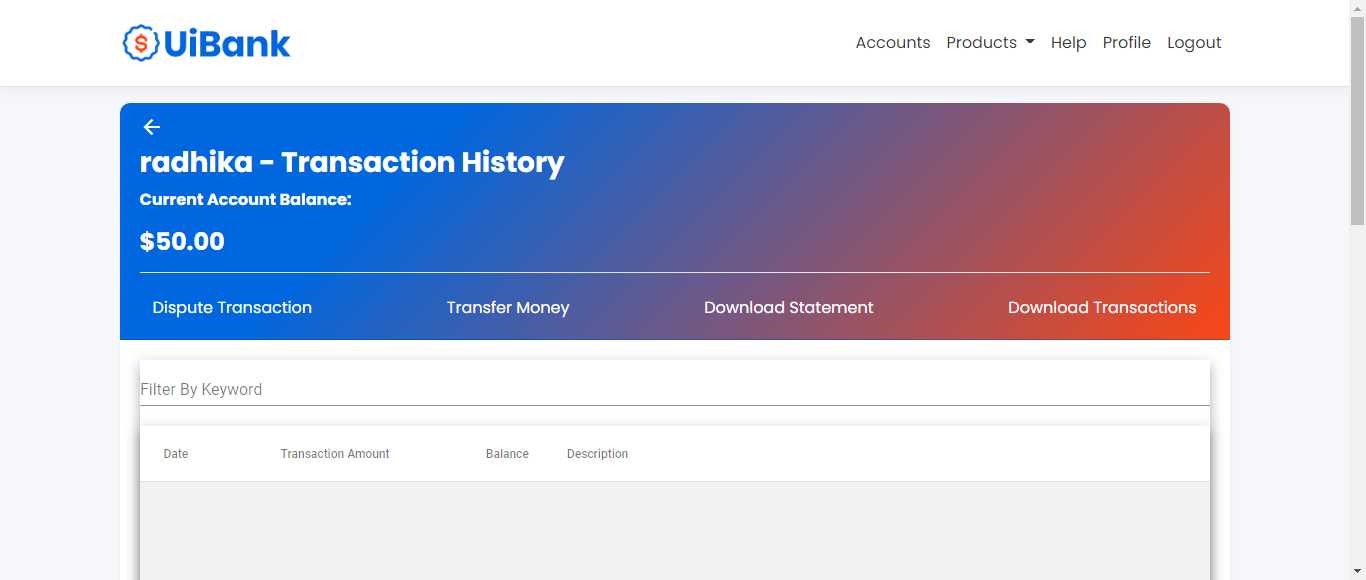 $ UiBank
Accounts Products Help Profile Logout
radhika - Transaction History
Current Account Balance:
$50.00
Dispute Transaction Transfer Money Download Statement Download Transactions
Filter By Keyword
Date Transaction Amount Balance Description